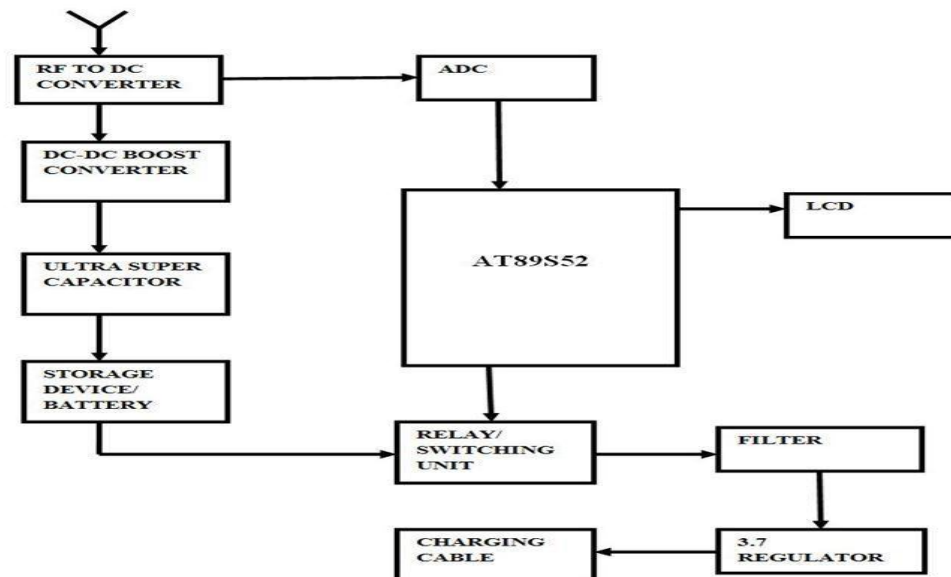 RF TO DC
CONVERTER
ADC
DC-DC BOOST
CONVERTER
LCD
AT89S52
ULTRA SUPER
CAPACITOR
STORAGE
DEVICE/
BATTERY
RELAY/
SWITCHING
UNIT
FILTER
CHARGING
CABLE
3.7
REGULATOR